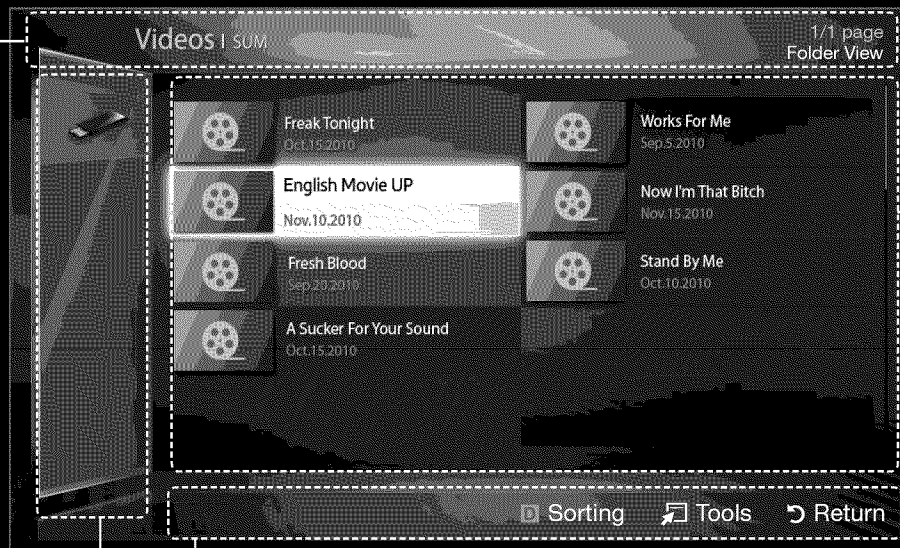 Videos | SUM
1/1 page
Folder View
Freak Tonight
Oct.15.2010
English Movie UP
Nov.10.2010
Fresh Blood
Sep.20.2010
A Sucker For Your Sound
Oct.15.2010
Works For Me
Sep.5.2010
Now I'm That Bitch
Nov.15.2010
Stand By Me
Oct.10.2010
D Sorting
Tools
Return